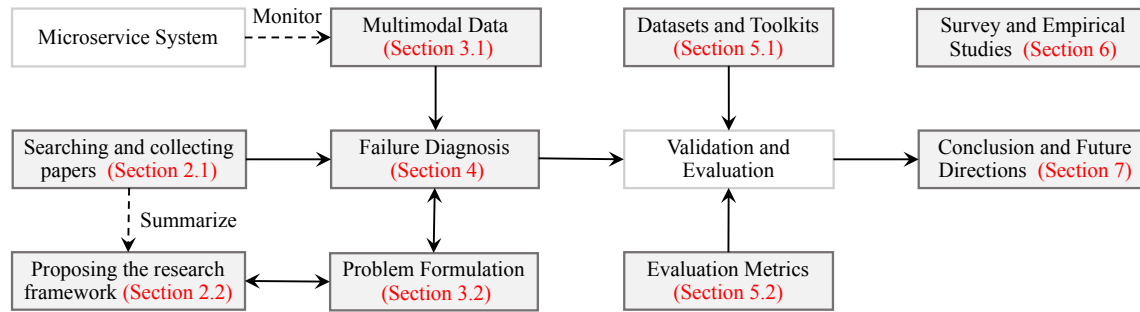 Microservice System
Monitor
Multimodal Data
(Section 3.1)
Datasets and Toolkits
(Section 5.1)
Survey and Empirical
Studies (Section 6)
Searching and collecting
papers (Section 2.1)
Failure Diagnosis
(Section 4)
Validation and
Evaluation
Conclusion and Future
Directions (Section 7)
Summarize
Proposing the research
framework (Section 2.2)
Problem Formulation
(Section 3.2)
Evaluation Metrics
(Section 5.2)